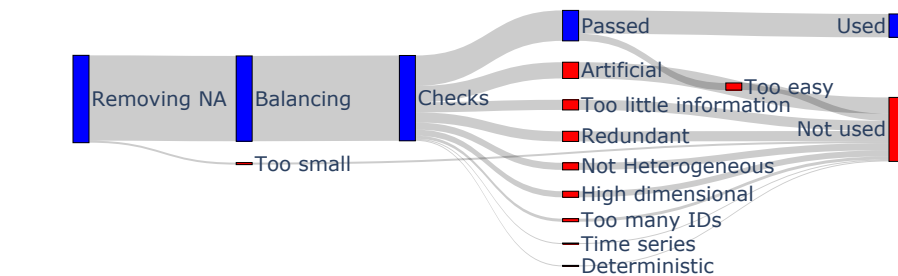 Removing NA
Balancing
Too small
Checks
Passed
Artificial
Too little information
Redundant
Not Heterogeneous
High dimensional
Too many IDs
Time series
Deterministic
Too easy
Used
Not used